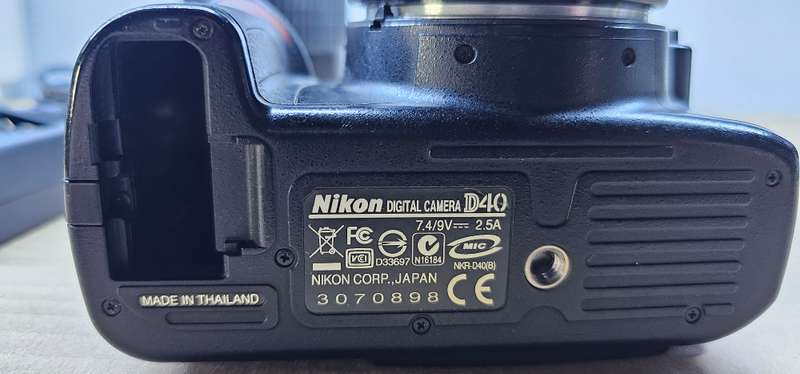 Nikon DIGITAL CAMERA D40
7.4/9V⎓ 2.5A
FC
VCI D33697 N16184 MIC
NKR-D40(B)
NIKON CORP., JAPAN
3070898 CE
MADE IN THAILAND